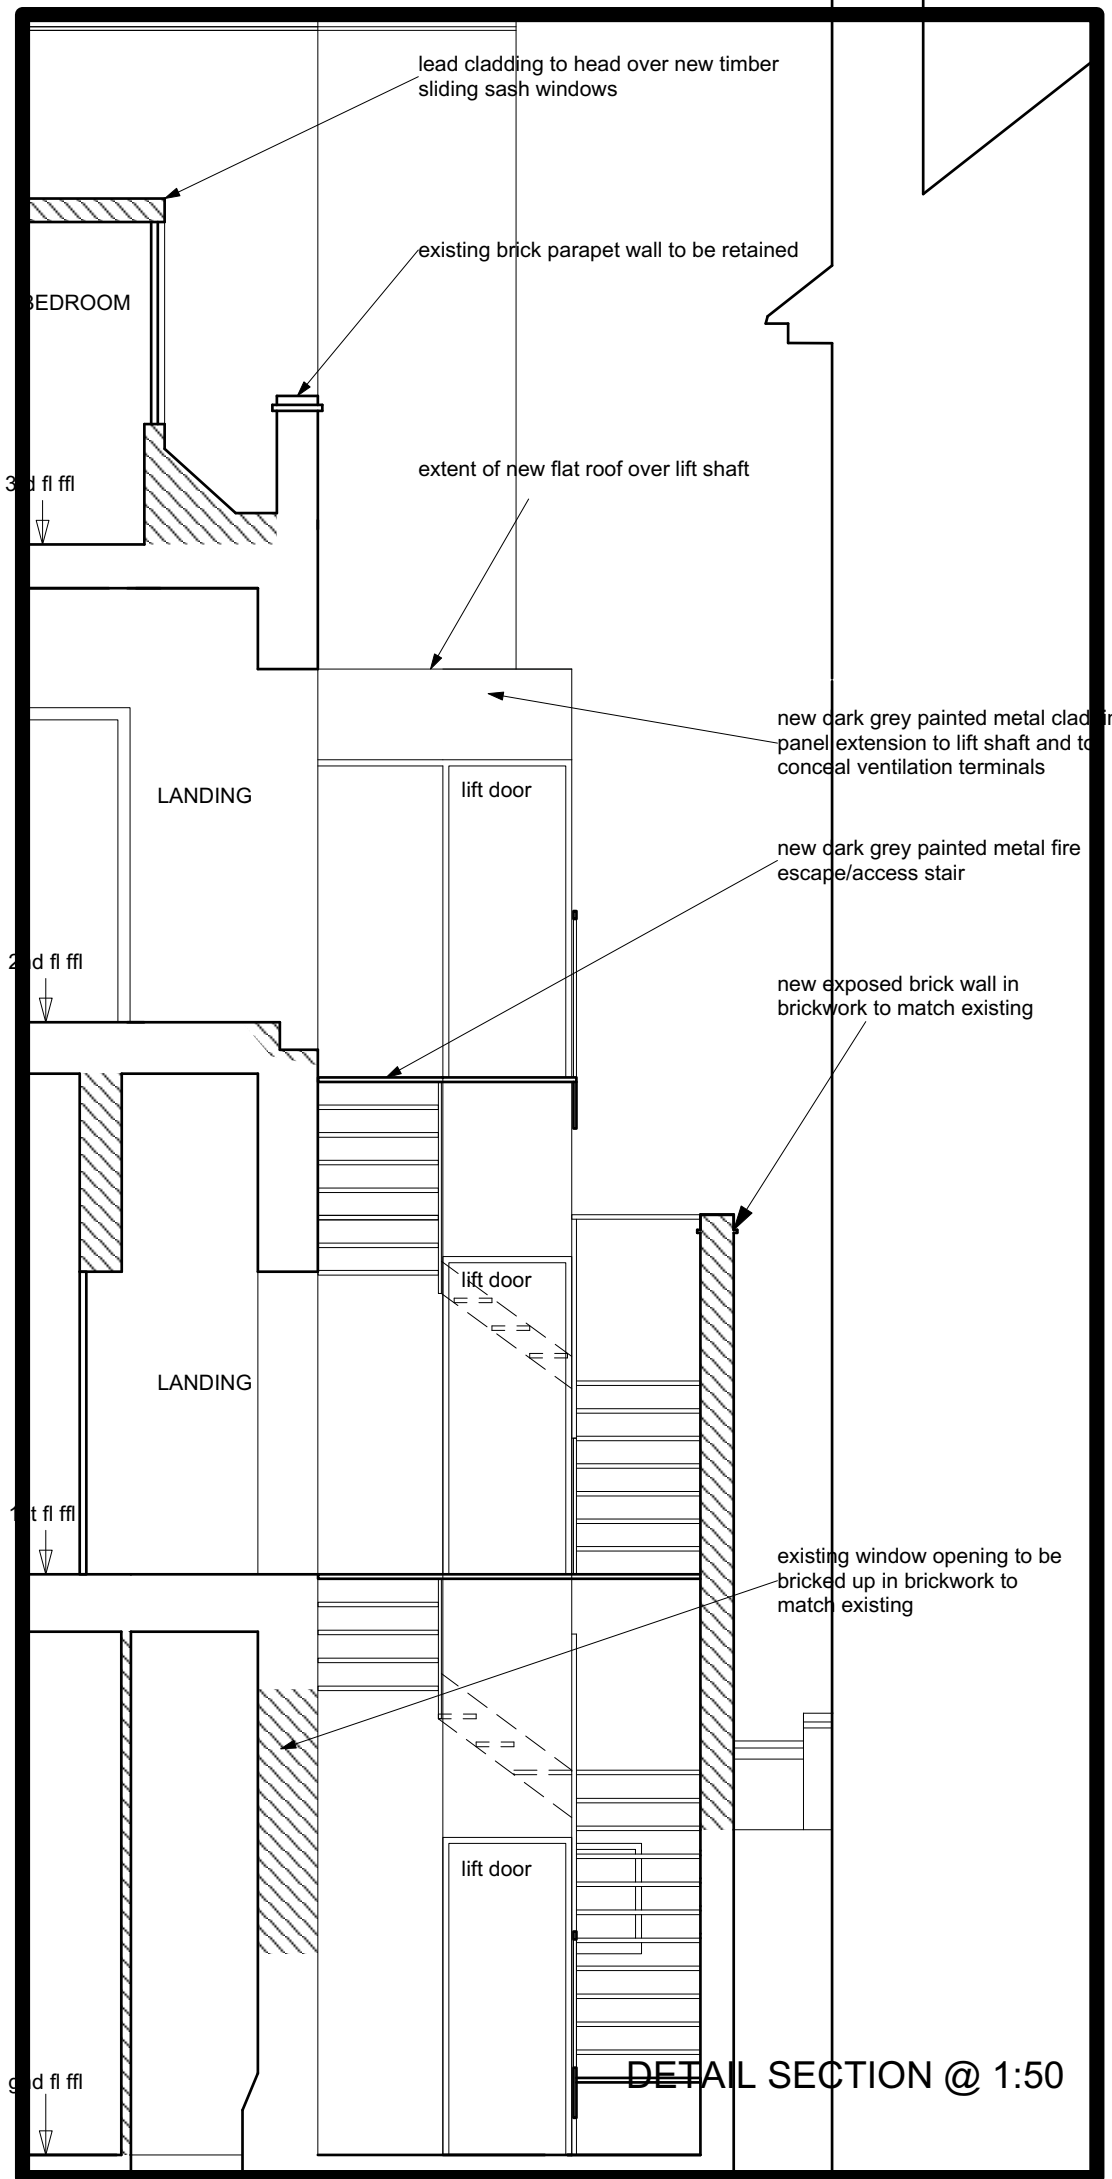 lead cladding to head over new timber
sliding sash windows
existing brick parapet wall to be retained
BEDROOM
extent of new flat roof over lift shaft
3rd fl ffl
new dark grey painted metal claddin
panel extension to lift shaft and to
conceal ventilation terminals
lift door
LANDING
new dark grey painted metal fire
escape/access stair
2nd fl ffl
new exposed brick wall in
brickwork to match existing
lift door
LANDING
1st fl ffl
existing window opening to be
bricked up in brickwork to
match existing
lift door
gnd fl ffl
DETAIL SECTION @ 1:50